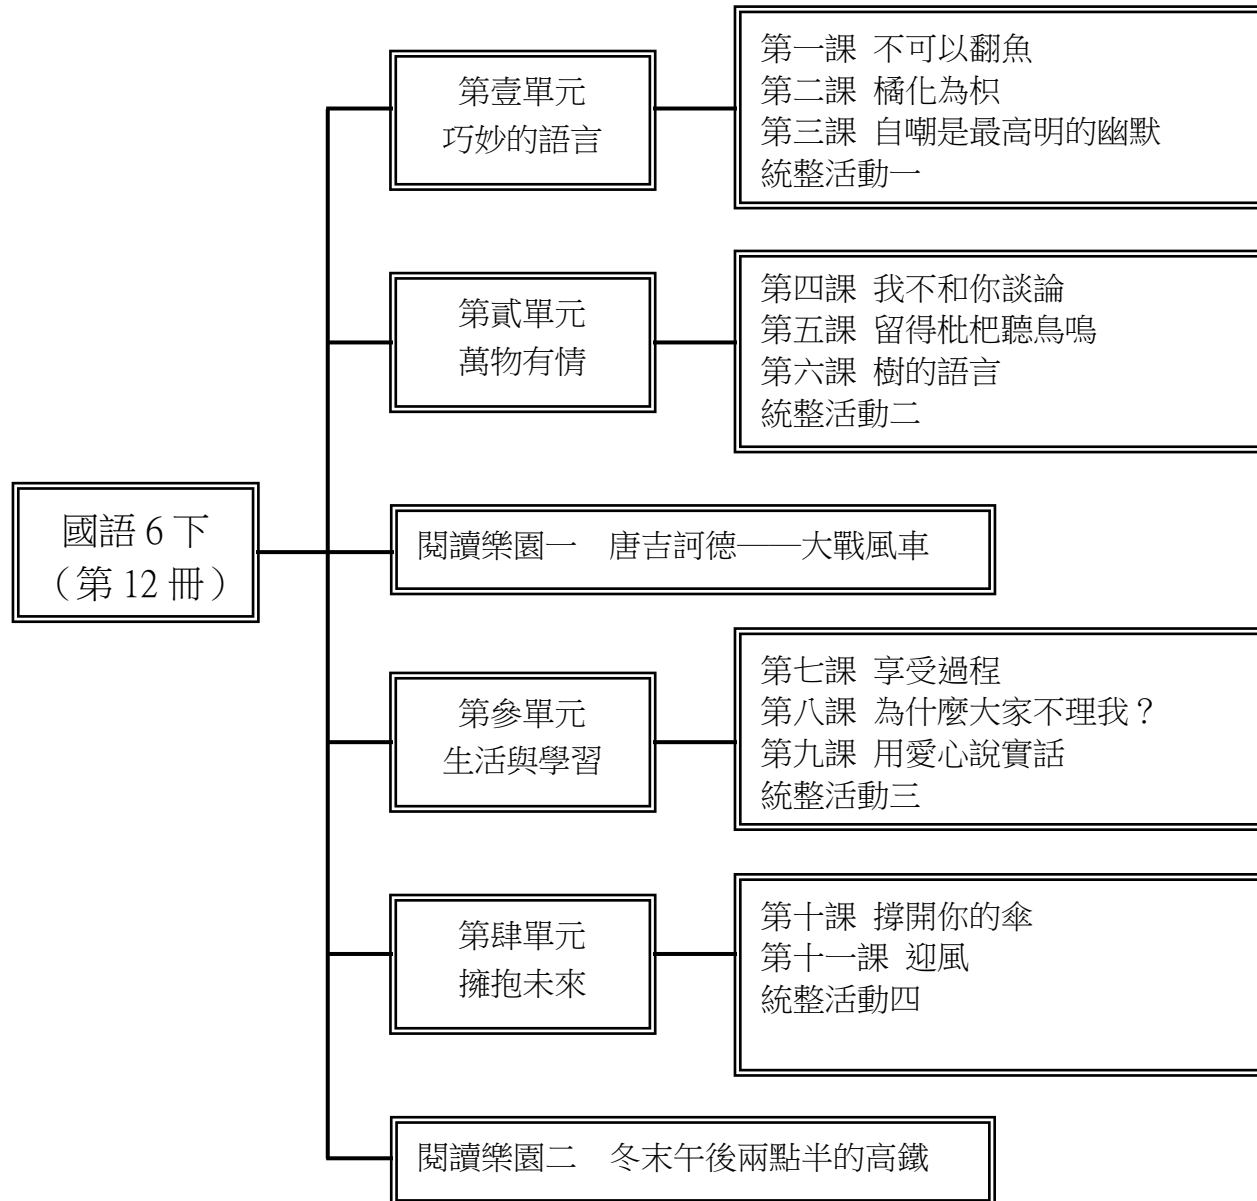 國語 6 下
（第 12 冊）
第壹單元
巧妙的語言
第一課 不可以翻魚
第二課 橘化為枳
第三課 自嘲是最高明的幽默
統整活動一
第貳單元
萬物有情
第四課 我不和你談論
第五課 留得枇杷聽鳥鳴
第六課 樹的語言
統整活動二
閱讀樂園一　唐吉訶德——大戰風車
第參單元
生活與學習
第七課 享受過程
第八課 為什麼大家不理我？
第九課 用愛心說實話
統整活動三
第肆單元
擁抱未來
第十課 撐開你的傘
第十一課 迎風
統整活動四
閱讀樂園二　冬末午後兩點半的高鐵